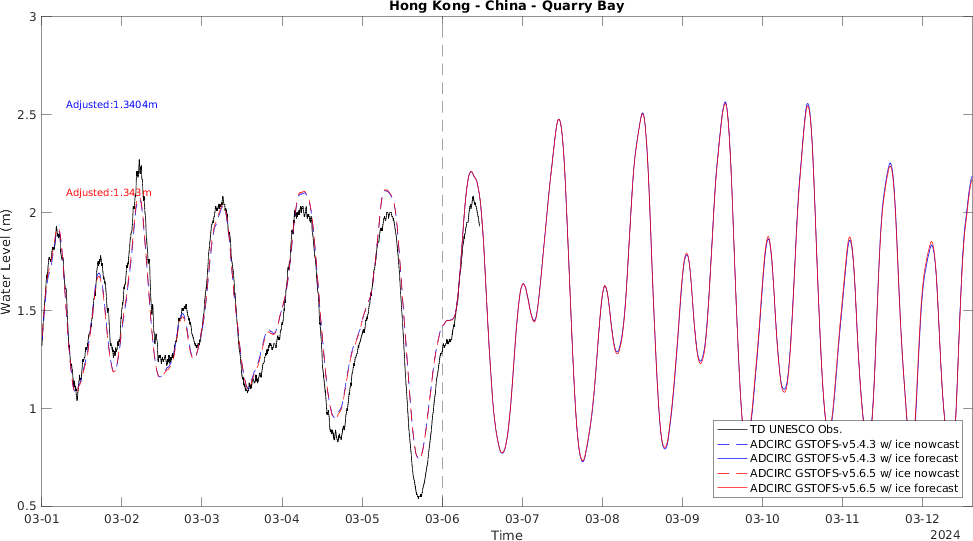 Hong Kong - China - Quarry Bay
3
2.5
2
1.5
1
0.5
Water Level (m)
Adjusted:1.3404m
Adjusted:1.343m
TD UNESCO Obs.
ADCIRC GSTOFS-v5.4.3 w/ ice nowcast
ADCIRC GSTOFS-v5.4.3 w/ ice forecast
ADCIRC GSTOFS-v5.6.5 w/ ice nowcast
ADCIRC GSTOFS-v5.6.5 w/ ice forecast
03-01 03-02 03-03 03-04 03-05 03-06 03-07 03-08 03-09 03-10 03-11 03-12
Time
2024